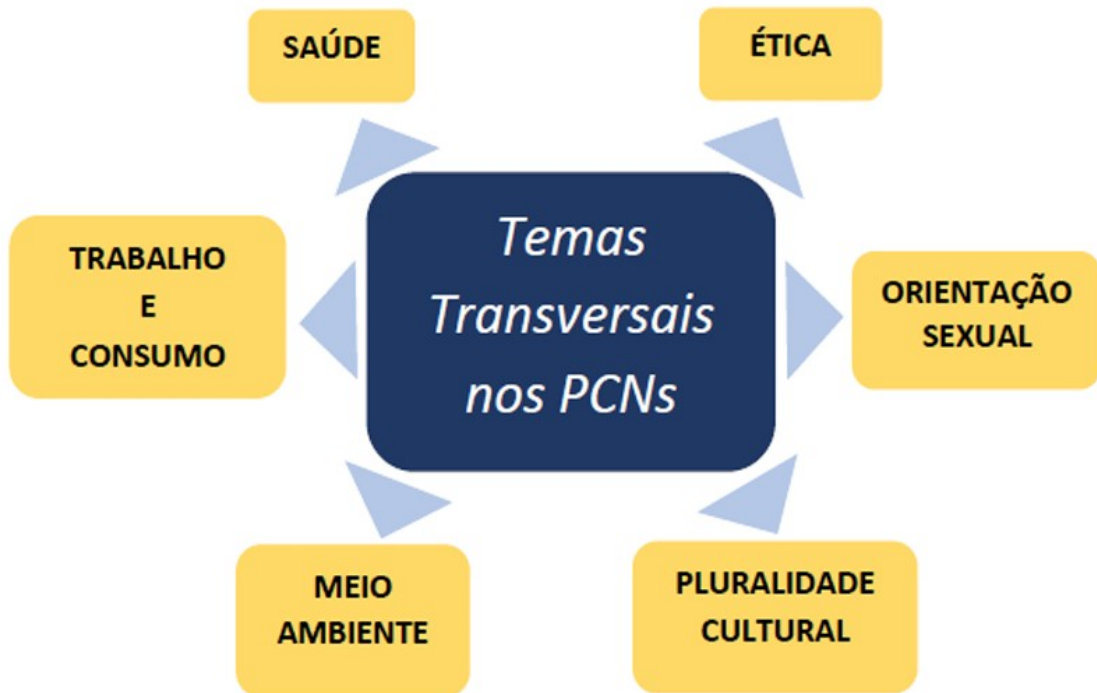 SAÚDE
ÉTICA
Temas
Transversais
nos PCNs
TRABALHO
E
CONSUMO
ORIENTAÇÃO
SEXUAL
MEIO
AMBIENTE
PLURALIDADE
CULTURAL